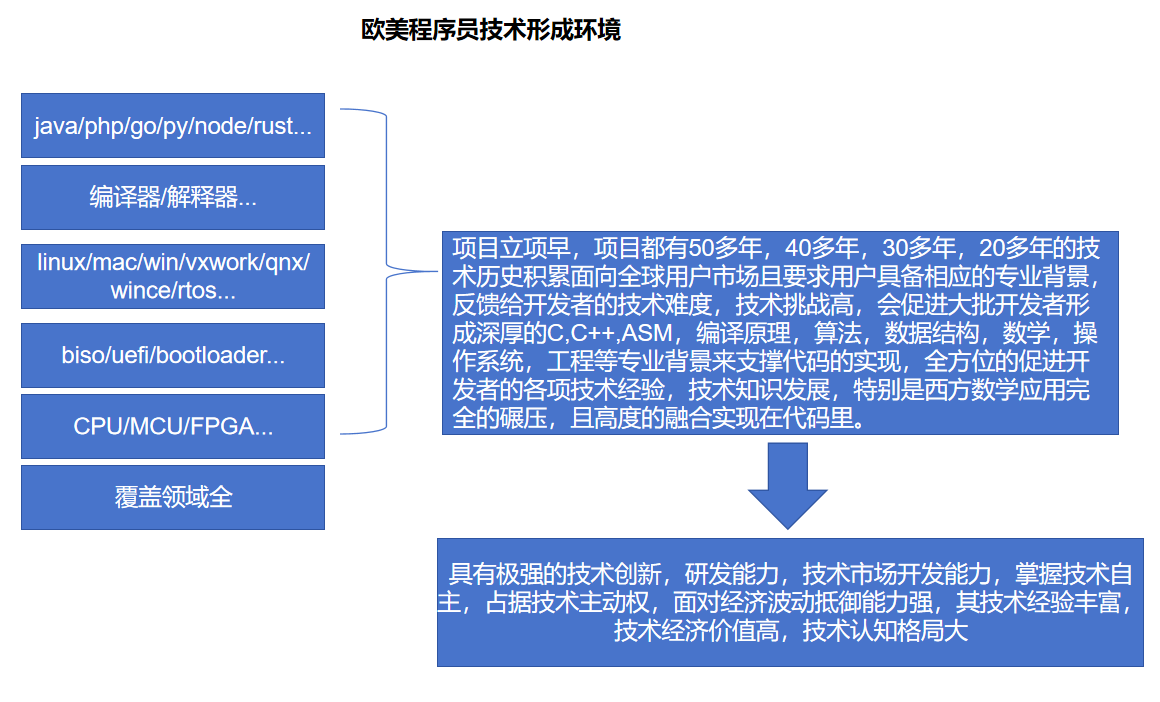 欧美程序员技术形成环境
java/php/go/py/node/rust...
编译器/解释器...
linux/mac/win/vxwork/qnx/
wince/rtos...
biso/uefi/bootloader...
CPU/MCU/FPGA...
覆盖领域全
项目立项早，项目都有50多年，40多年，30多年，20多年的技
术历史积累面向全球用户市场且要求用户具备相应的专业背景，
反馈给开发者的技术难度，技术挑战高，会促进大批开发者形
成深厚的C,C++,ASM，编译原理，算法，数据结构，数学，操
作系统，工程等专业背景来支撑代码的实现，全方位的促进开
发者的各项技术经验，技术知识发展，特别是西方数学应用完
全的碾压，且高度的融合实现在代码里。
具有极强的技术创新，研发能力，技术市场开发能力，掌握技术自
主，占据技术主动权，面对经济波动抵御能力强，其技术经验丰富，
技术经济价值高，技术认知格局大